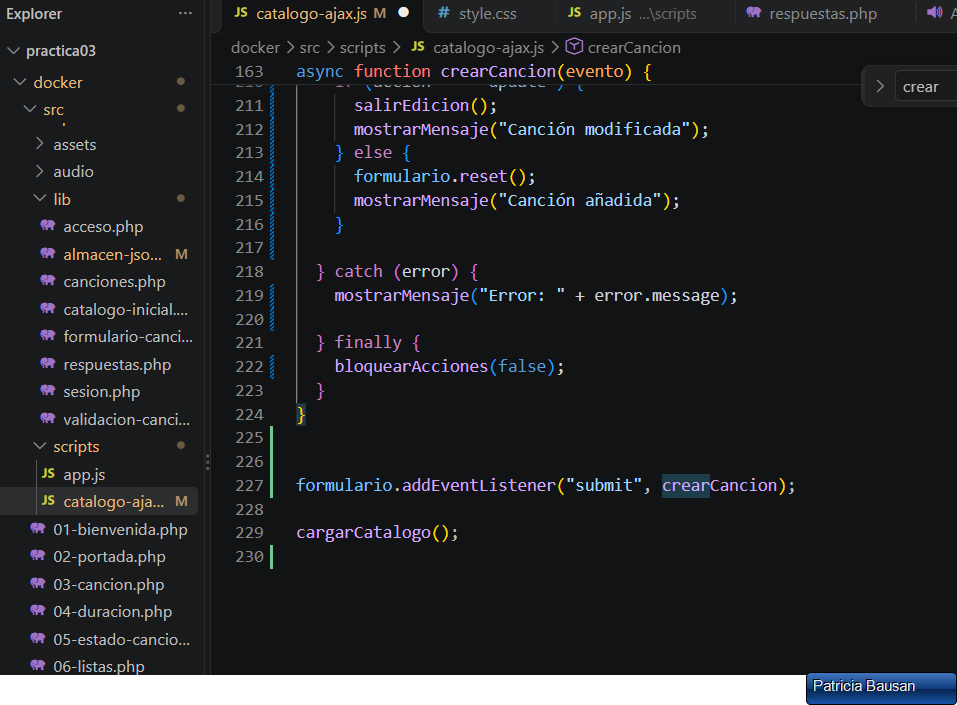 Explorer ...
JS catalogo-ajax.js M # style.css JS app.js ...\scripts respuestas.php
practica03
docker
src
assets
audio
lib
acceso.php
almacen-jso... M
canciones.php
catalogo-inicial....
formulario-canci...
respuestas.php
sesion.php
validacion-canci...
scripts
JS app.js
JS catalogo-aja... M
01-bienvenida.php
02-portada.php
03-cancion.php
04-duracion.php
05-estado-cancio...
06-listas.php
docker > src > scripts > JS catalogo-ajax.js > crearCancion
163 async function crearCancion(evento) {
crear
211 salirEdicion();
212 mostrarMensaje("Canción modificada");
213 } else {
214 formulario.reset();
215 mostrarMensaje("Canción añadida");
216 }
217
218 } catch (error) {
219 mostrarMensaje("Error: " + error.message);
220
221 } finally {
222 bloquearAcciones(false);
223 }
224 }
225
226
227 formulario.addEventListener("submit", crearCancion);
228
229 cargarCatalogo();
230
Patricia Bausan